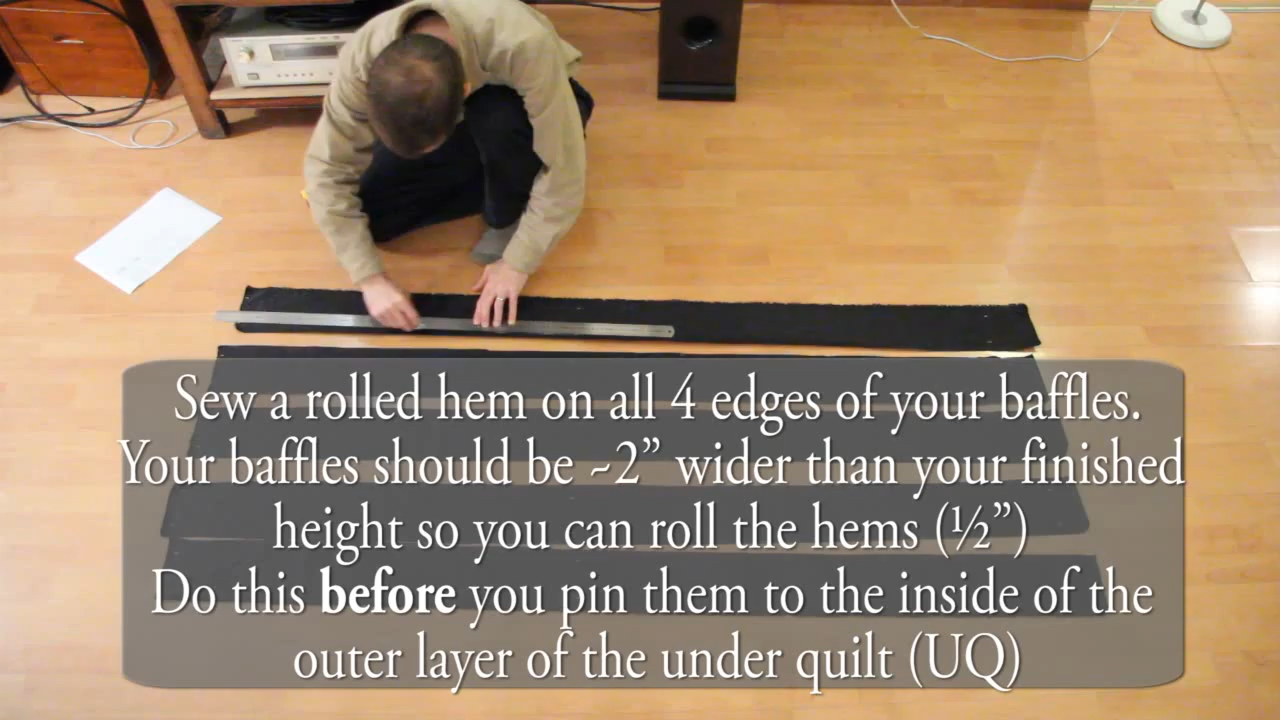 Sew a rolled hem on all 4 edges of your baffles.
Your baffles should be ~2” wider than your finished
height so you can roll the hems (½”)
Do this before you pin them to the inside of the
outer layer of the under quilt (UQ)